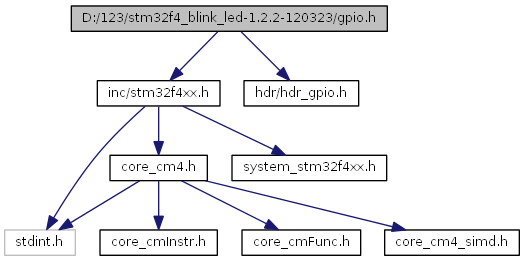 D:/123/stm32f4_blink_led-1.2.2-120323/gpio.h
inc/stm32f4xx.h
hdr/hdr_gpio.h
core_cm4.h
system_stm32f4xx.h
stdint.h
core_cmInstr.h
core_cmFunc.h
core_cm4_simd.h